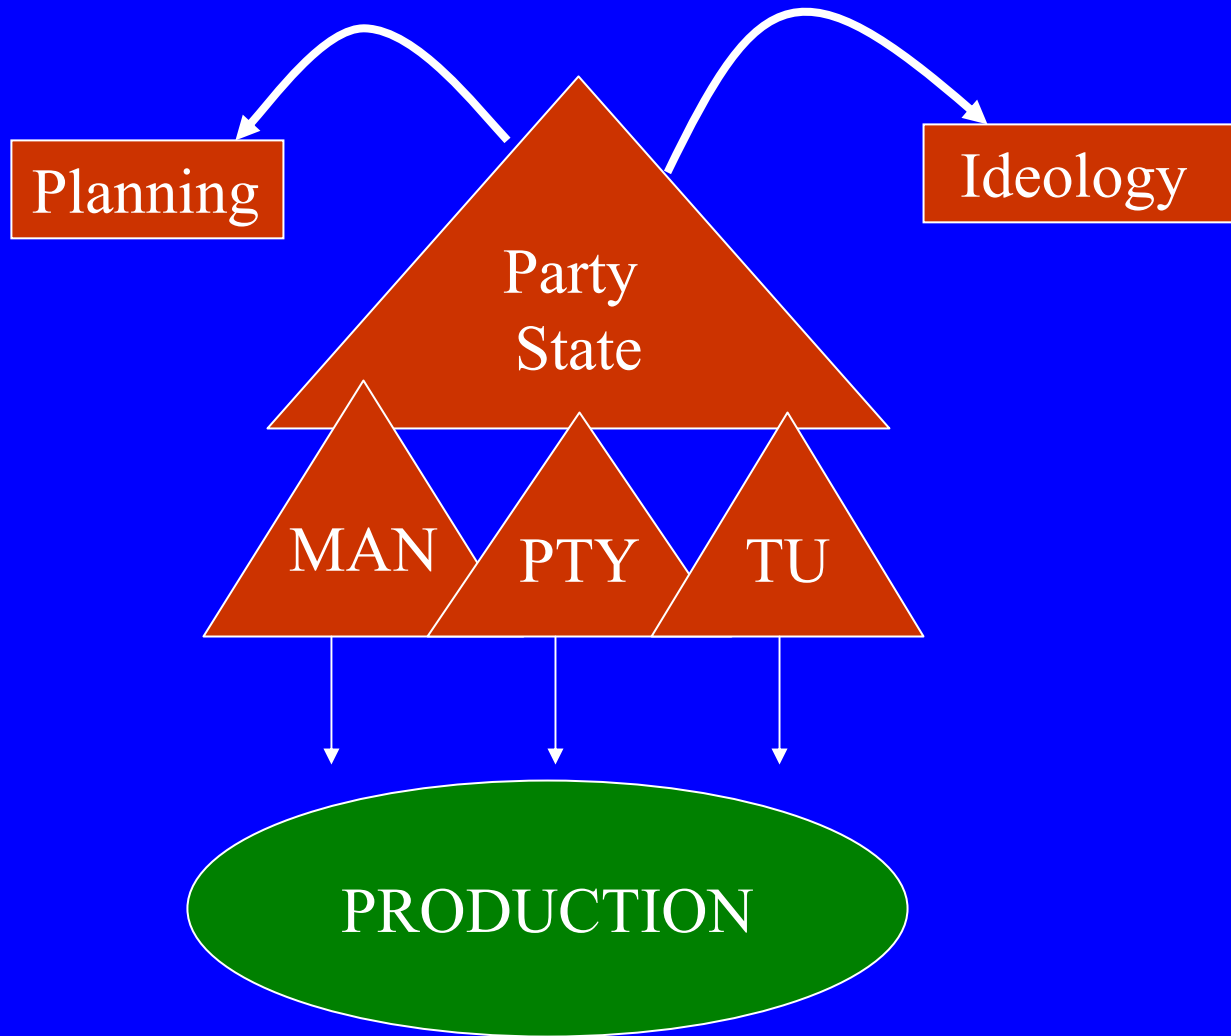 Planning
Ideology
Party
State
MAN
PTY
TU
PRODUCTION